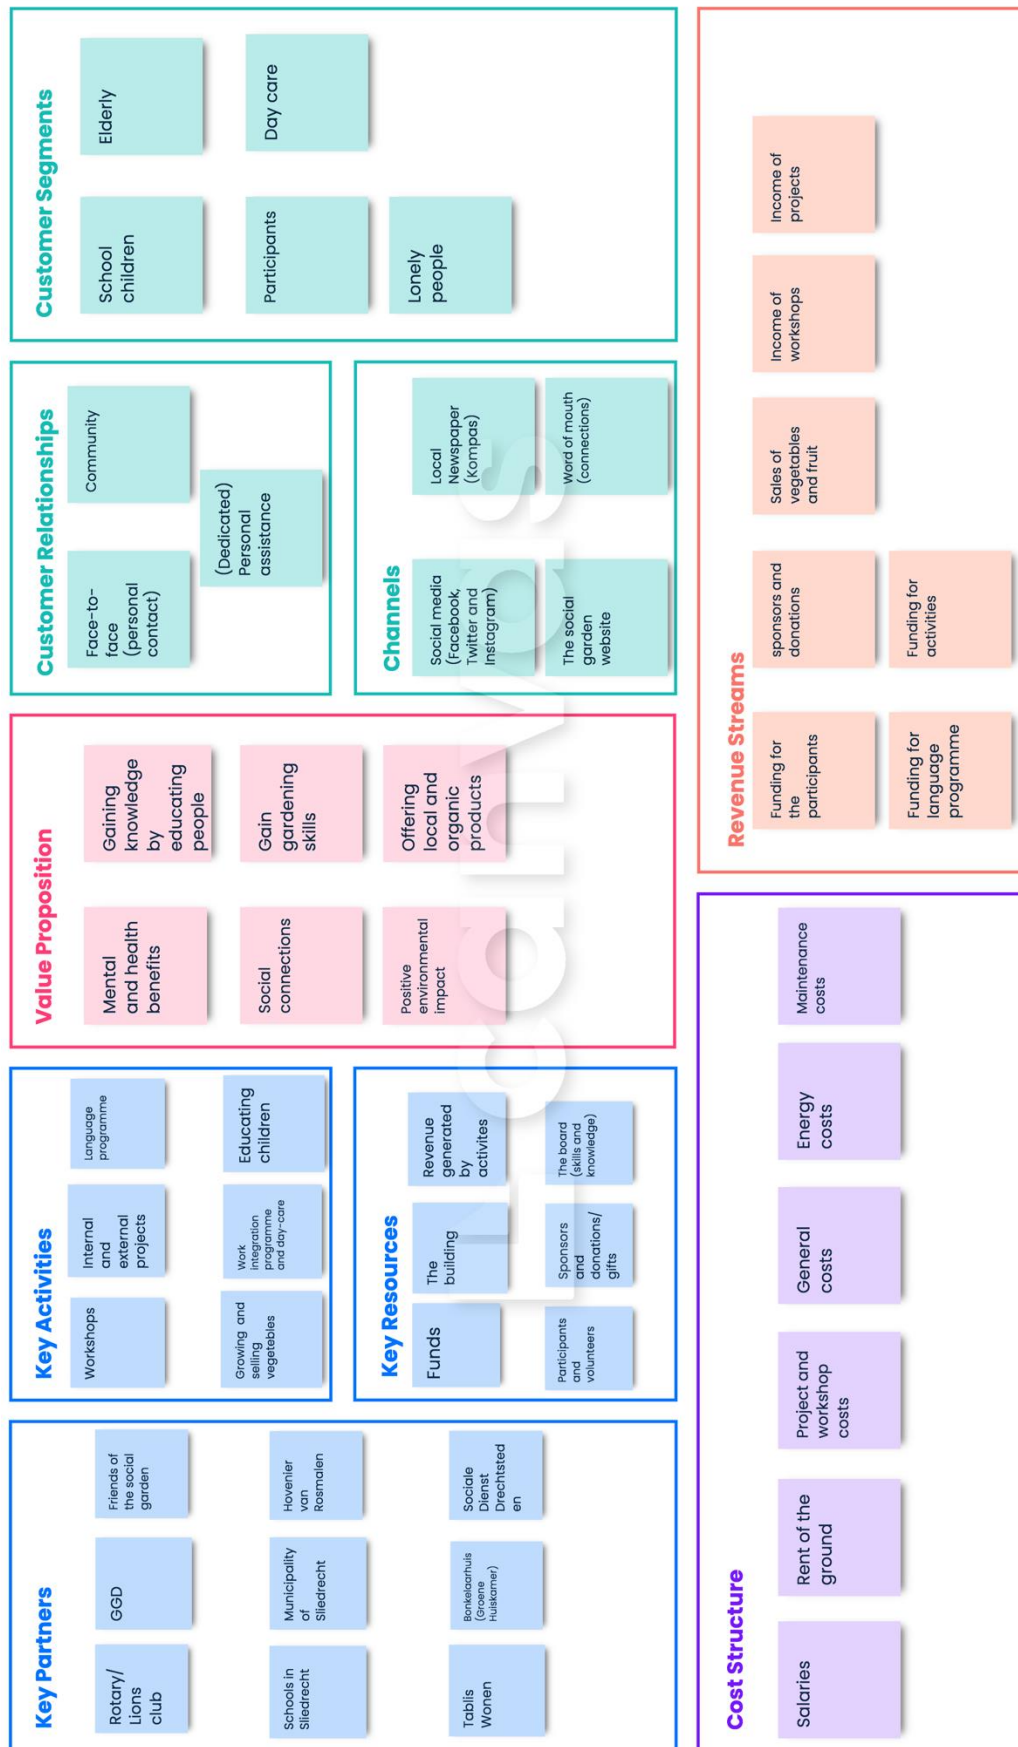 Key Partners
Rotary/
Lions
club
GGD
Friends of
the social
garden
Schools in
Sliedrecht
Municipality
of
Sliedrecht
Hovenier
van
Rosmalen
Tablis
Wonen
Bonkelaarhuis
(Groene
Huiskamer)
Sociale
Dienst
Drechtsted
en
Key Activities
Workshops
Internal
and
external
projects
Language
programme
Growing and
selling
vegetebles
Work
integration
programme
and day-care
Educating
children
Key Resources
Funds
The
building
Revenue
generated
by
activites
Participants
and
volunteers
Sponsors
and
donations/
gifts
The board
(skills and
knowledge)
Value Proposition
Mental
and health
benefits
Gaining
knowledge
by
educating
people
Social
connections
Gain
gardening
skills
Positive
environmental
impact
Offering
local and
organic
products
Customer Relationships
Face-to-
face
(personal
contact)
Community
(Dedicated)
Personal
assistance
Channels
Social media
(Facebook,
Twitter and
Instagram)
Local
Newspaper
(Kompas)
The social
garden
website
Word of mouth
(connections)
Customer Segments
School
children
Elderly
Participants
Day care
Lonely
people
Cost Structure
Salaries
Rent of the
ground
Project and
workshop
costs
General
costs
Energy
costs
Maintenance
costs
Revenue Streams
Funding for
the
participants
sponsors and
donations
Sales of
vegetables
and fruit
Income of
workshops
Income of
projects
Funding for
language
programme
Funding for
activities